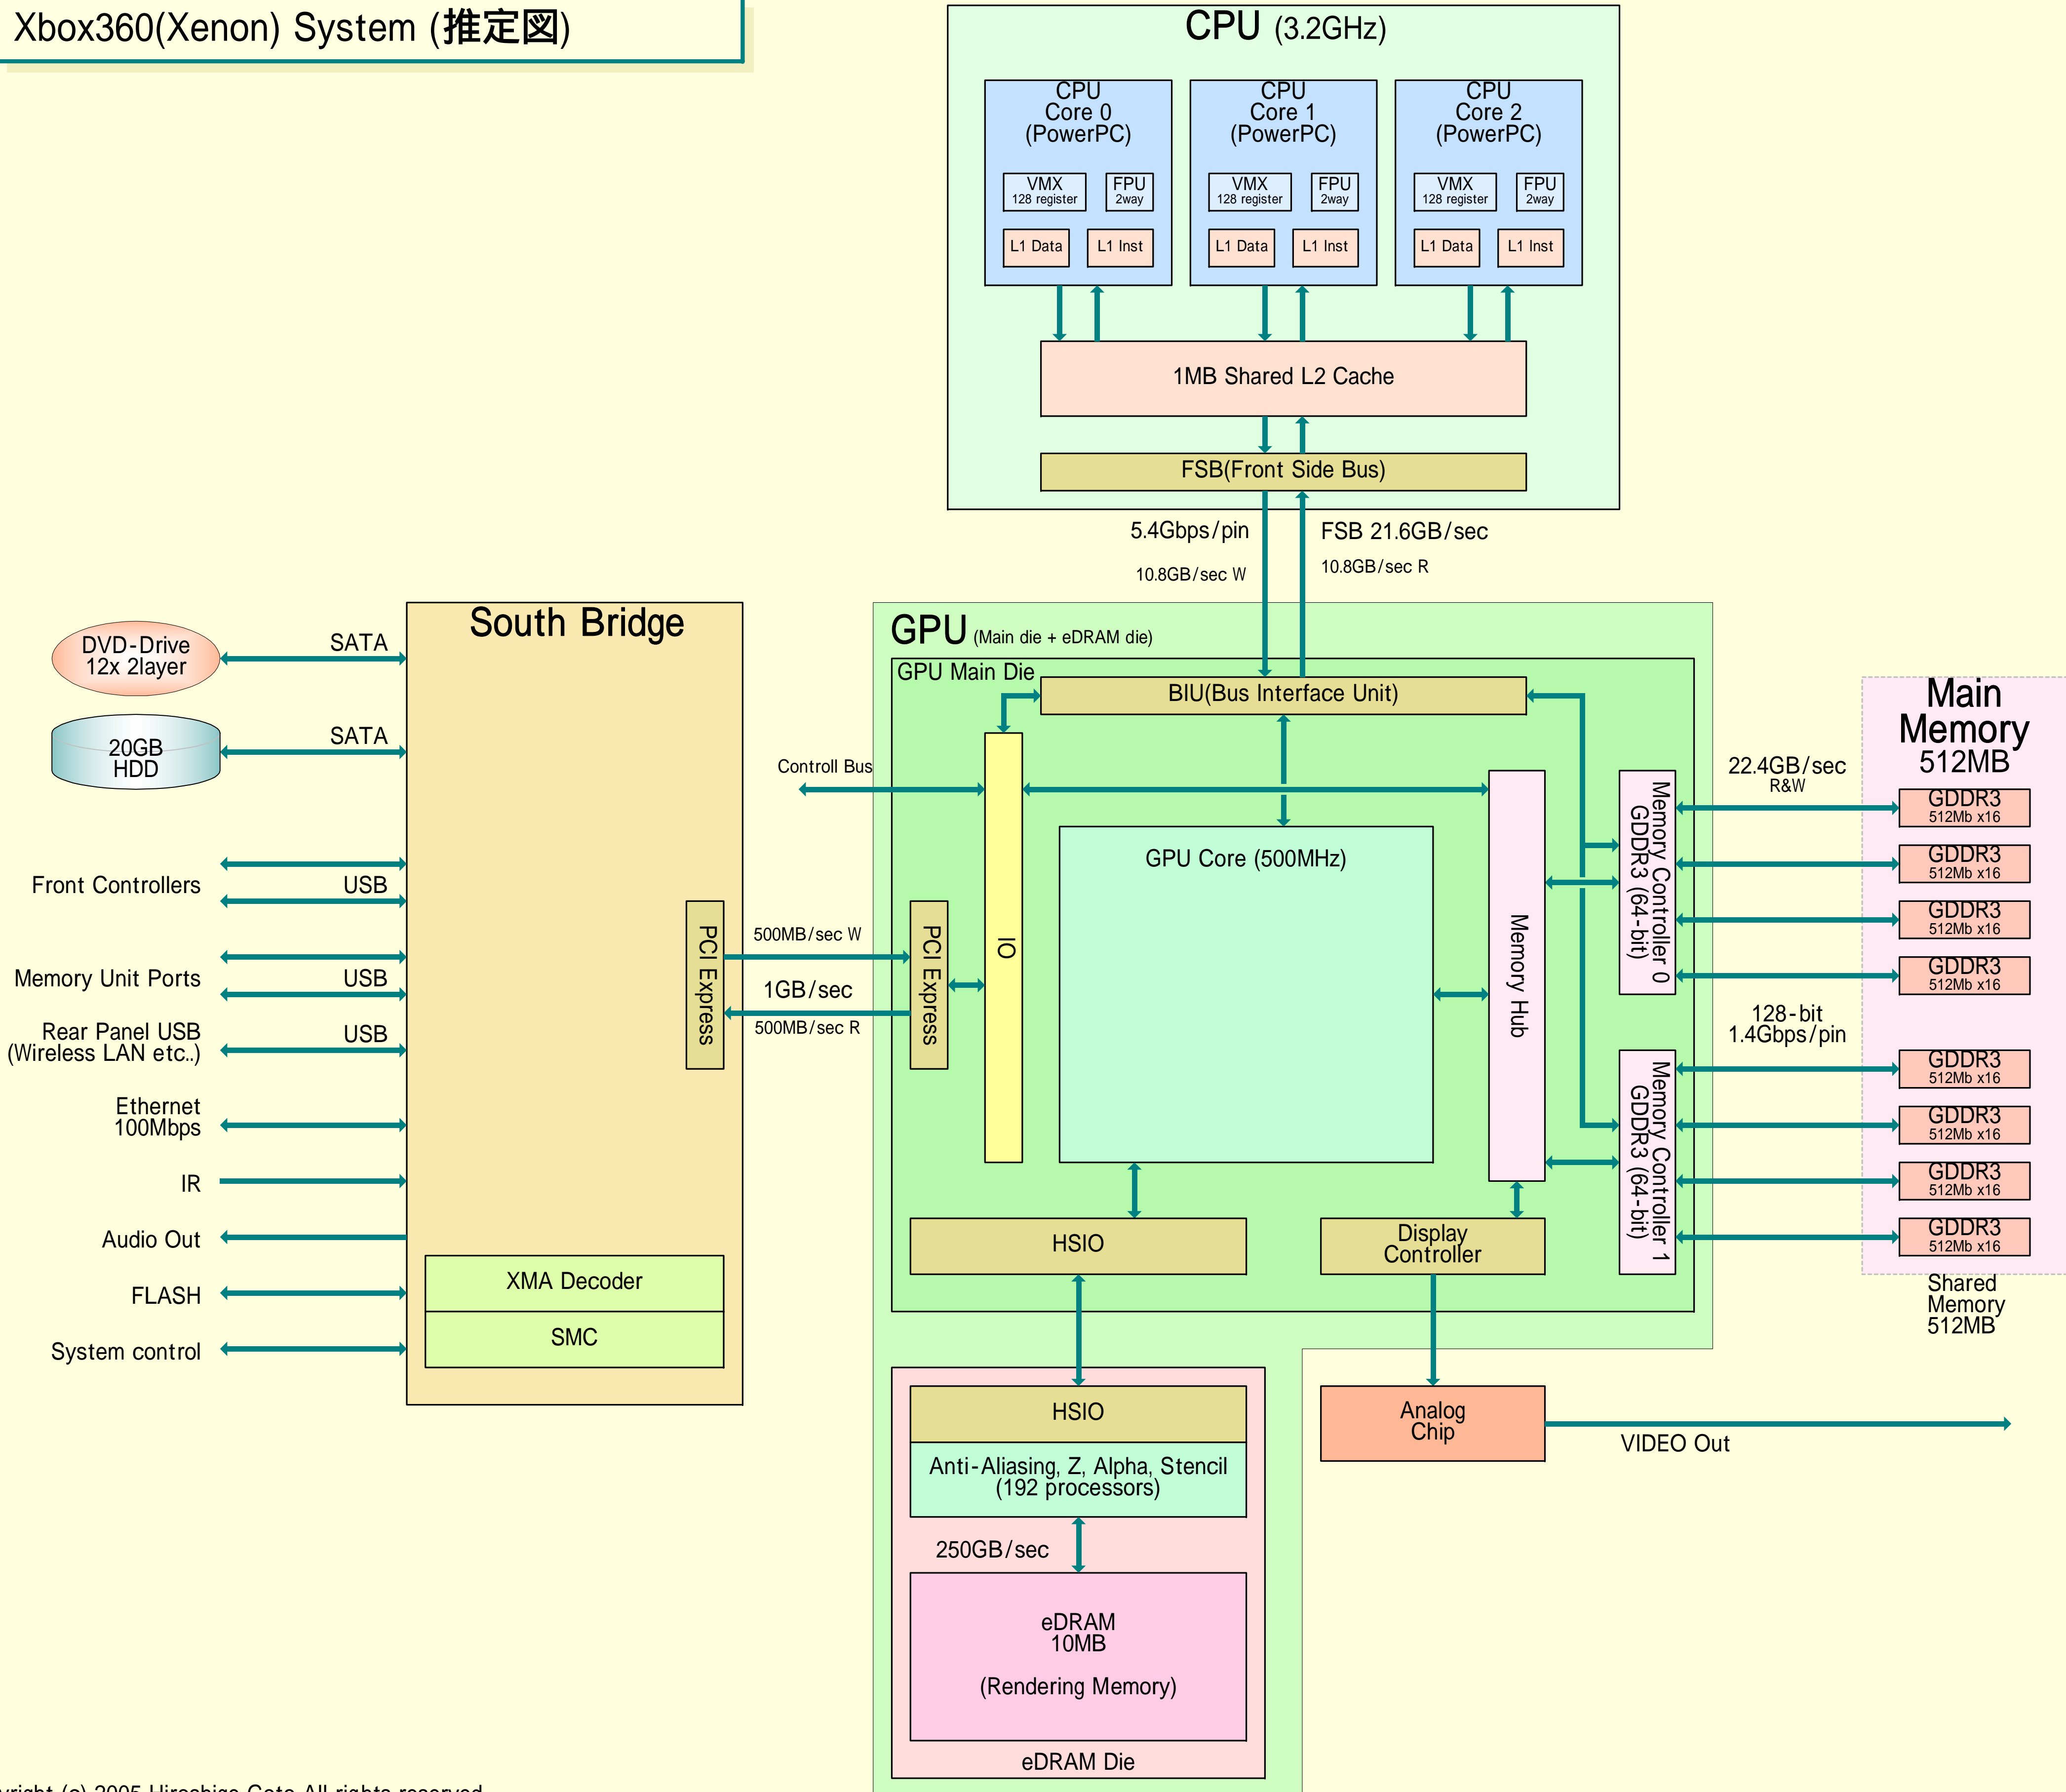 Xbox360(Xenon) System (推定図)
CPU (3.2GHz)
CPU
Core 0
(PowerPC)
VMX
128 register
FPU
2way
L1 Data
L1 Inst
CPU
Core 1
(PowerPC)
VMX
128 register
FPU
2way
L1 Data
L1 Inst
CPU
Core 2
(PowerPC)
VMX
128 register
FPU
2way
L1 Data
L1 Inst
1MB Shared L2 Cache
FSB(Front Side Bus)
5.4Gbps/pin
10.8GB/sec W
FSB 21.6GB/sec
10.8GB/sec R
South Bridge
DVD-Drive
12x 2layer
SATA
20GB
HDD
SATA
Front Controllers
USB
Memory Unit Ports
USB
Rear Panel USB
(Wireless LAN etc..)
USB
Ethernet
100Mbps
IR
Audio Out
FLASH
System control
XMA Decoder
SMC
PCI Express
500MB/sec W
1GB/sec
500MB/sec R
GPU (Main die + eDRAM die)
GPU Main Die
BIU(Bus Interface Unit)
Controll Bus
PCI Express
IO
GPU Core (500MHz)
Memory Hub
Memory Controller 0
GDDR3 (64-bit)
Memory Controller 1
GDDR3 (64-bit)
HSIO
Display
Controller
22.4GB/sec
R&W
128-bit
1.4Gbps/pin
Main
Memory
512MB
GDDR3
512Mb x16
GDDR3
512Mb x16
GDDR3
512Mb x16
GDDR3
512Mb x16
GDDR3
512Mb x16
GDDR3
512Mb x16
GDDR3
512Mb x16
GDDR3
512Mb x16
Shared
Memory
512MB
HSIO
Anti-Aliasing, Z, Alpha, Stencil
(192 processors)
250GB/sec
eDRAM
10MB
(Rendering Memory)
eDRAM Die
Analog
Chip
VIDEO Out
(c) 2005 Hiroshige Goto All rights reserved